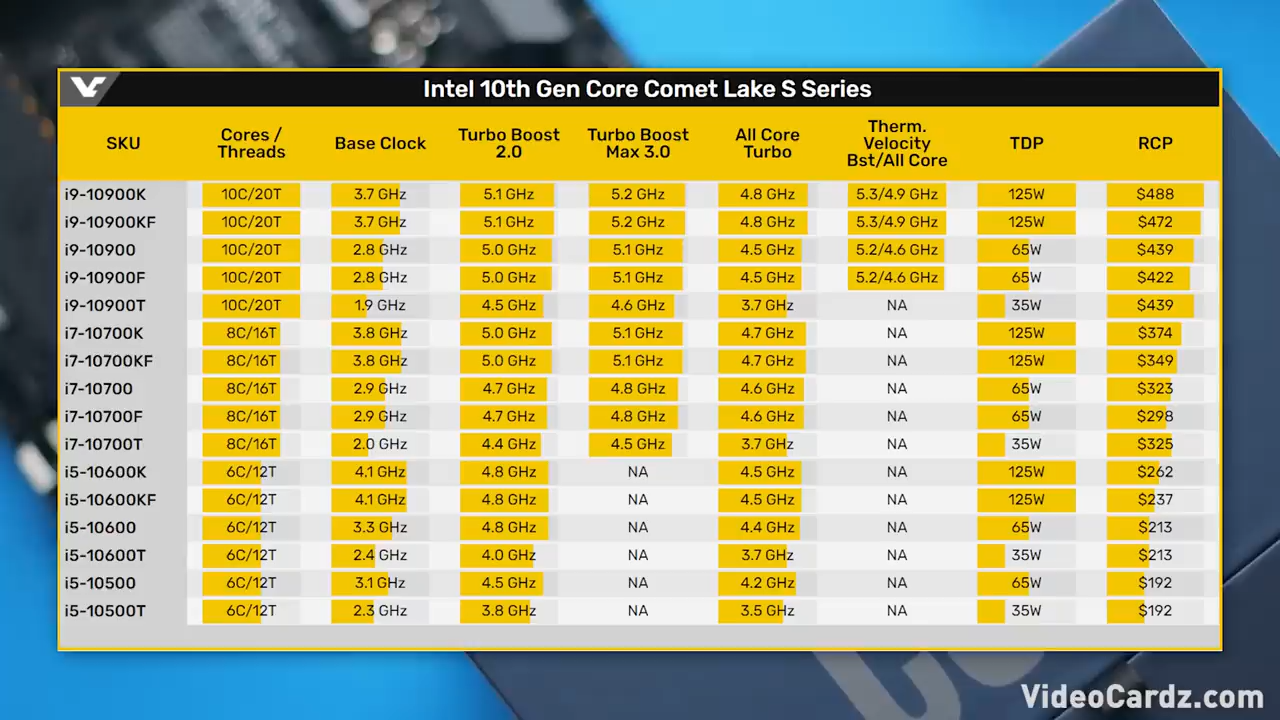 Intel 10th Gen Core Comet Lake S Series
SKU Cores / Threads Base Clock Turbo Boost 2.0 Turbo Boost Max 3.0 All Core Turbo Therm. Velocity Bst/All Core TDP RCP
i9-10900K 10C/20T 3.7 GHz 5.1 GHz 5.2 GHz 4.8 GHz 5.3/4.9 GHz 125W $488
i9-10900KF 10C/20T 3.7 GHz 5.1 GHz 5.2 GHz 4.8 GHz 5.3/4.9 GHz 125W $472
i9-10900 10C/20T 2.8 GHz 5.0 GHz 5.1 GHz 4.5 GHz 5.2/4.6 GHz 65W $439
i9-10900F 10C/20T 2.8 GHz 5.0 GHz 5.1 GHz 4.5 GHz 5.2/4.6 GHz 65W $422
i9-10900T 10C/20T 1.9 GHz 4.5 GHz 4.6 GHz 3.7 GHz NA 35W $439
i7-10700K 8C/16T 3.8 GHz 5.0 GHz 5.1 GHz 4.7 GHz NA 125W $374
i7-10700KF 8C/16T 3.8 GHz 5.0 GHz 5.1 GHz 4.7 GHz NA 125W $349
i7-10700 8C/16T 2.9 GHz 4.7 GHz 4.8 GHz 4.6 GHz NA 65W $323
i7-10700F 8C/16T 2.9 GHz 4.7 GHz 4.8 GHz 4.6 GHz NA 65W $298
i7-10700T 8C/16T 2.0 GHz 4.4 GHz 4.5 GHz 3.7 GHz NA 35W $325
i5-10600K 6C/12T 4.1 GHz 4.8 GHz NA 4.5 GHz NA 125W $262
i5-10600KF 6C/12T 4.1 GHz 4.8 GHz NA 4.5 GHz NA 125W $237
i5-10600 6C/12T 3.3 GHz 4.8 GHz NA 4.4 GHz NA 65W $213
i5-10600T 6C/12T 2.4 GHz 4.0 GHz NA 3.7 GHz NA 35W $213
i5-10500 6C/12T 3.1 GHz 4.5 GHz NA 4.2 GHz NA 65W $192
i5-10500T 6C/12T 2.3 GHz 3.8 GHz NA 3.5 GHz NA 35W $192
VideoCardz.com